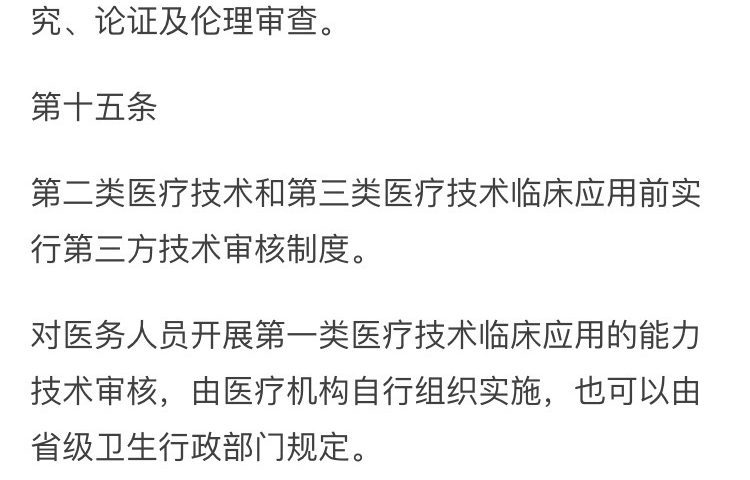 究、论证及伦理审查。
第十五条
第二类医疗技术和第三类医疗技术临床应用前实
行第三方技术审核制度。
对医务人员开展第一类医疗技术临床应用的能力
技术审核，由医疗机构自行组织实施，也可以由
省级卫生行政部门规定。